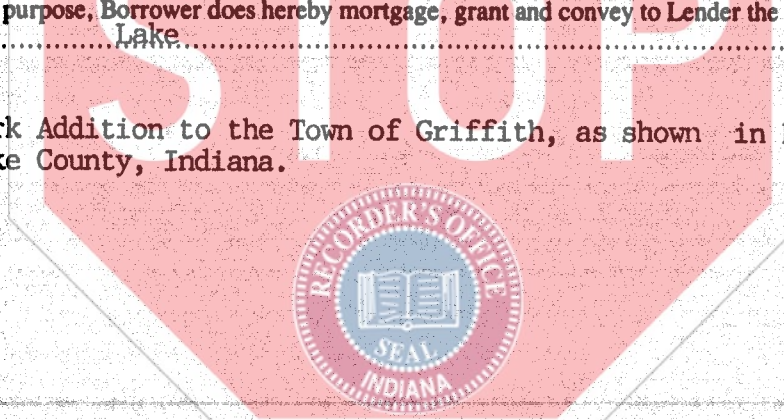 purpose, Borrower does hereby mortgage, grant and convey to Lender the
Lake
STOP
Addition to the Town of Griffith, as shown in
County, Indiana.
RECORDER'S OFFICE
SEAL
INDIANA